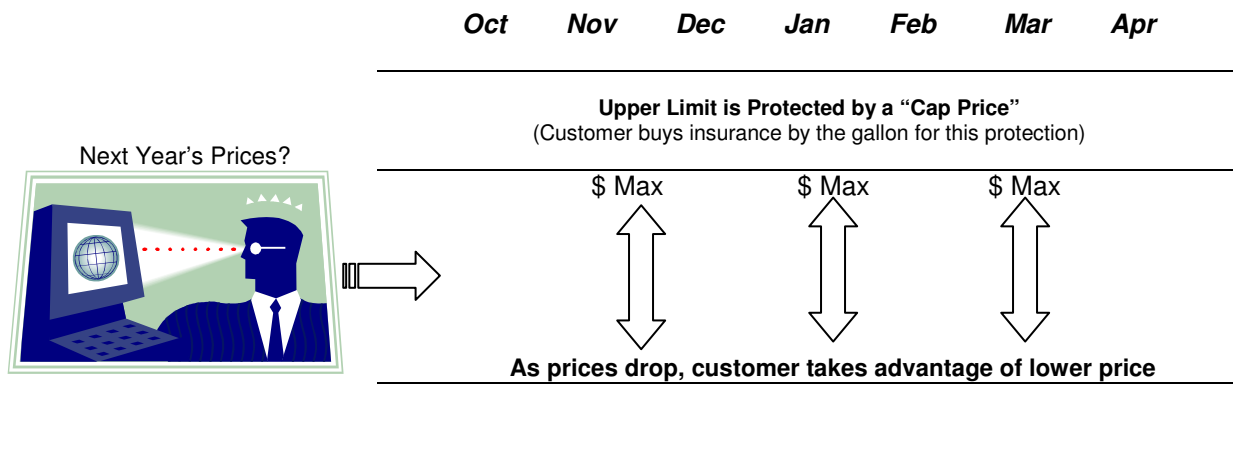 Oct Nov Dec Jan Feb Mar Apr
Upper Limit is Protected by a “Cap Price”
(Customer buys insurance by the gallon for this protection)
Next Year’s Prices?
$ Max $ Max $ Max
As prices drop, customer takes advantage of lower price